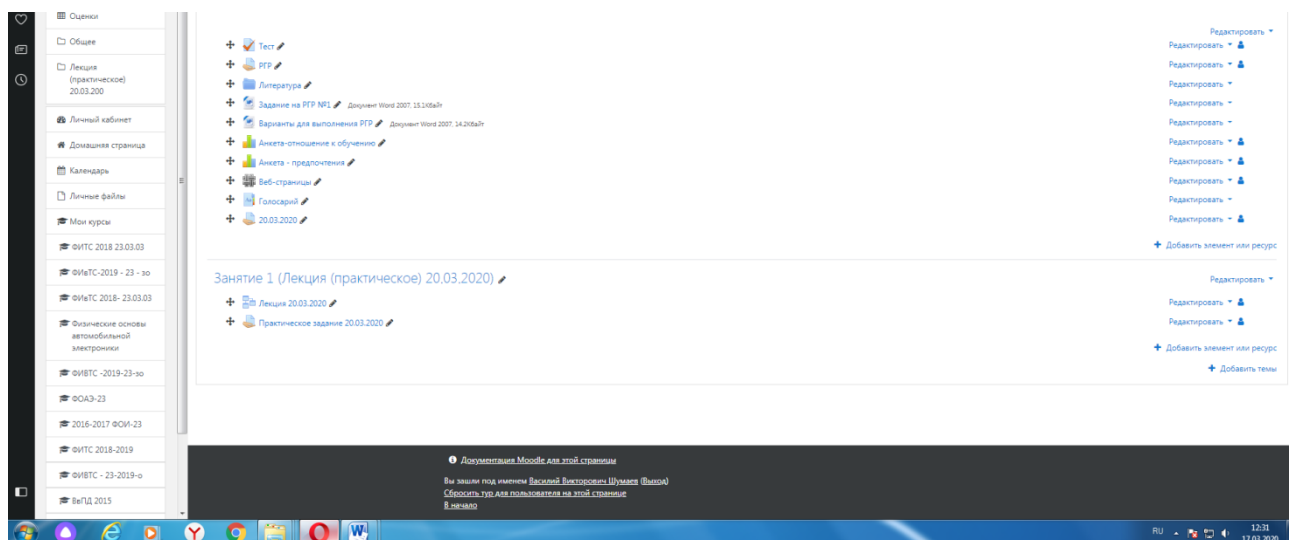 Оценки
Общее
Лекция
(практическое)
20.03.200
Личный кабинет
Домашняя страница
Календарь
Личные файлы
Мои курсы
ФИТС 2018 23.03.03
ФИвТС-2019 - 23 - зо
ФИвТС 2018- 23.03.03
Физические основы
автомобильной
электроники
ФИВТС -2019-23-зо
ФОАЭ-23
2016-2017 ФОИ-23
ФИТС 2018-2019
ФИВТС - 23-2019-о
ВеПД 2015
Редактировать
Тест Редактировать
РГР Редактировать
Литература Редактировать
Задание на РГР №1 Документ Word 2007, 15.1Кбайт Редактировать
Варианты для выполнения РГР Документ Word 2007, 14.2Кбайт Редактировать
Анкета-отношение к обучению Редактировать
Анкета - предпочтения Редактировать
Веб-страницы Редактировать
Голосарий Редактировать
20.03.2020 Редактировать
Добавить элемент или ресурс
Занятие 1 (Лекция (практическое) 20.03.2020) Редактировать
Лекция 20.03.2020 Редактировать
Практическое задание 20.03.2020 Редактировать
Добавить элемент или ресурс
Добавить темы
Документация Moodle для этой страницы
Вы зашли под именем Василий Викторович Шумаев (Выход)
Сбросить тур для пользователя на этой странице
В начало
RU 12:31
17.03.2020